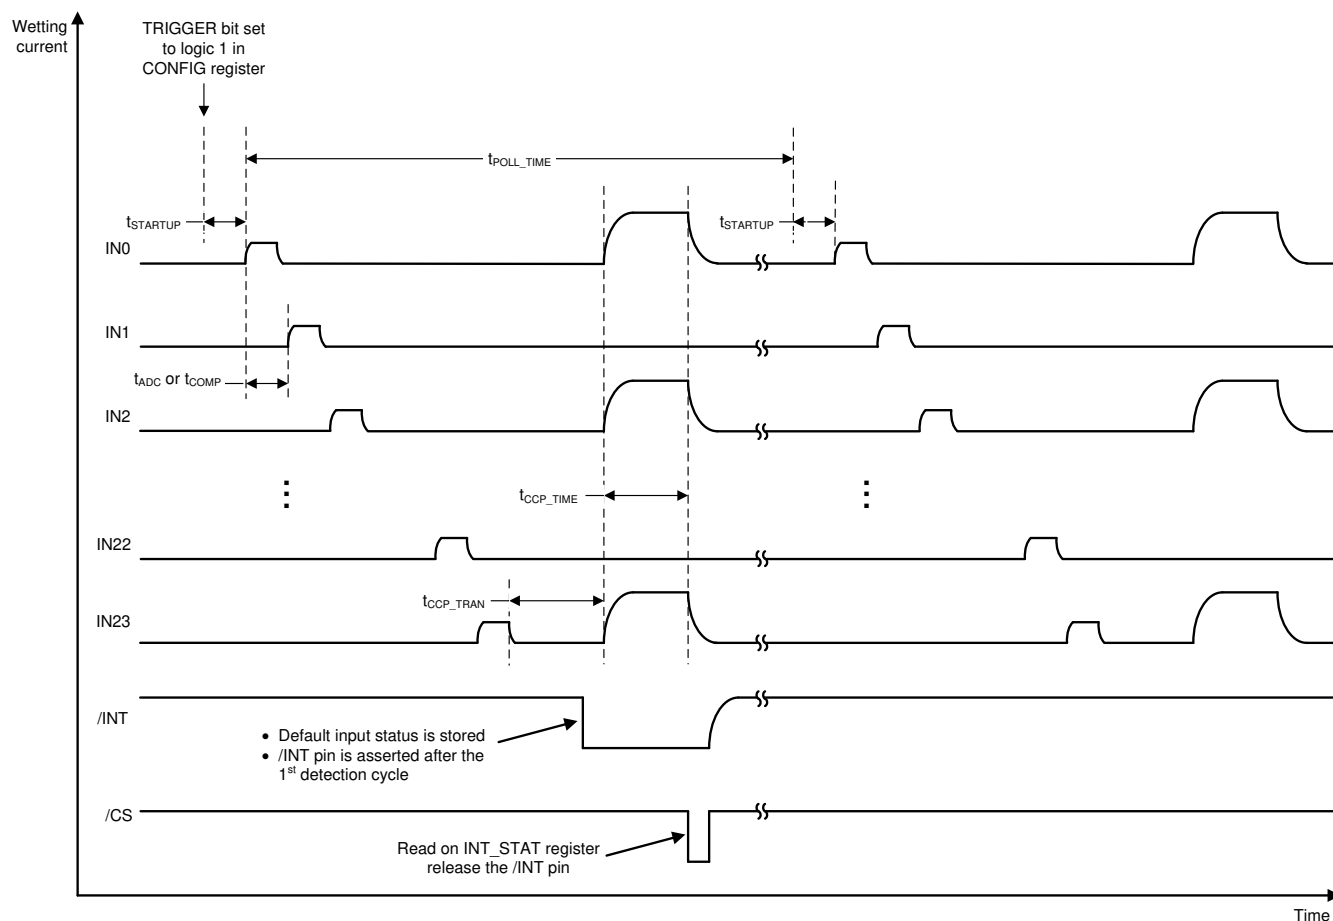 Wetting
current
TRIGGER bit set
to logic 1 in
CONFIG register
tPOLL_TIME
tSTARTUP
tSTARTUP
IN0
IN1
tADC or tCOMP
IN2
tCCP_TIME
IN22
tCCP_TRAN
IN23
/INT
• Default input status is stored
• /INT pin is asserted after the
1st detection cycle
/CS
Read on INT_STAT register
release the /INT pin
Time